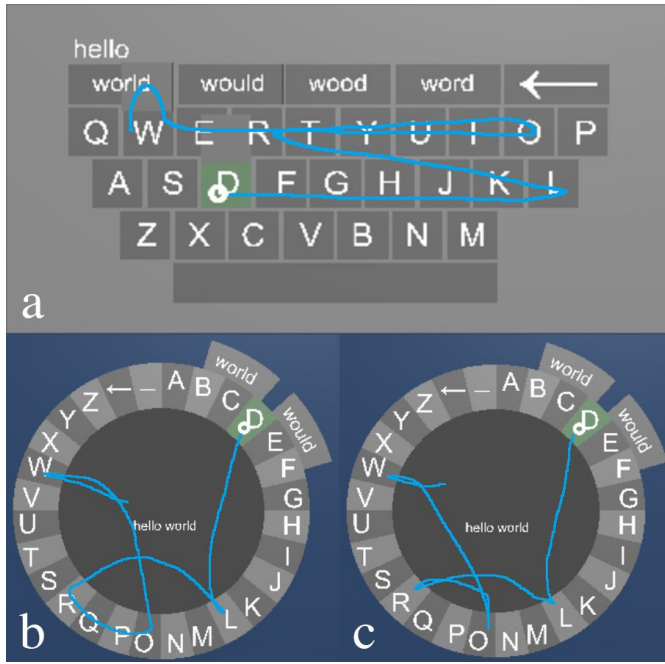 hello
world would wood word ←
Q W E R T Y U I O P
A S D F G H J K L
Z X C V B N M
a
world
would
← _ A B C D E F G H I J K L M N O P Q R S T U V W X Y Z
hello world
b
world
would
← _ A B C D E F G H I J K L M N O P Q R S T U V W X Y Z
hello world
c